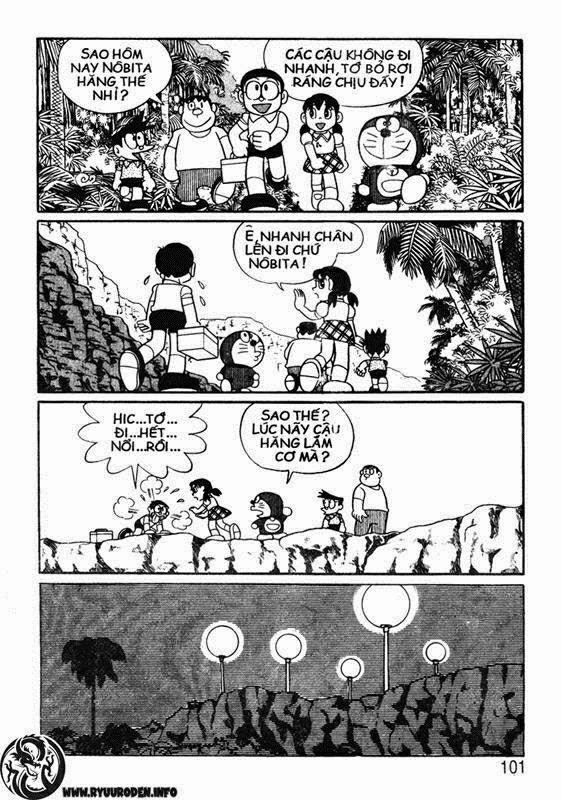 SAO HÔM
NAY NÔBITA
HĂNG THẾ
NHỈ?
CÁC CẬU KHÔNG ĐI
NHANH, TỚ BỎ RƠI
RÁNG CHỊU ĐẤY!
Ê, NHANH CHÂN
LÊN ĐI CHỨ
NÔBITA!
HIC...TỚ...
ĐI...HẾT...
NỔI...RỒI...
SAO THẾ?
LÚC NÃY CẬU
HĂNG LẮM
CƠ MÀ?
101
WWW.RYUURODEN.INFO